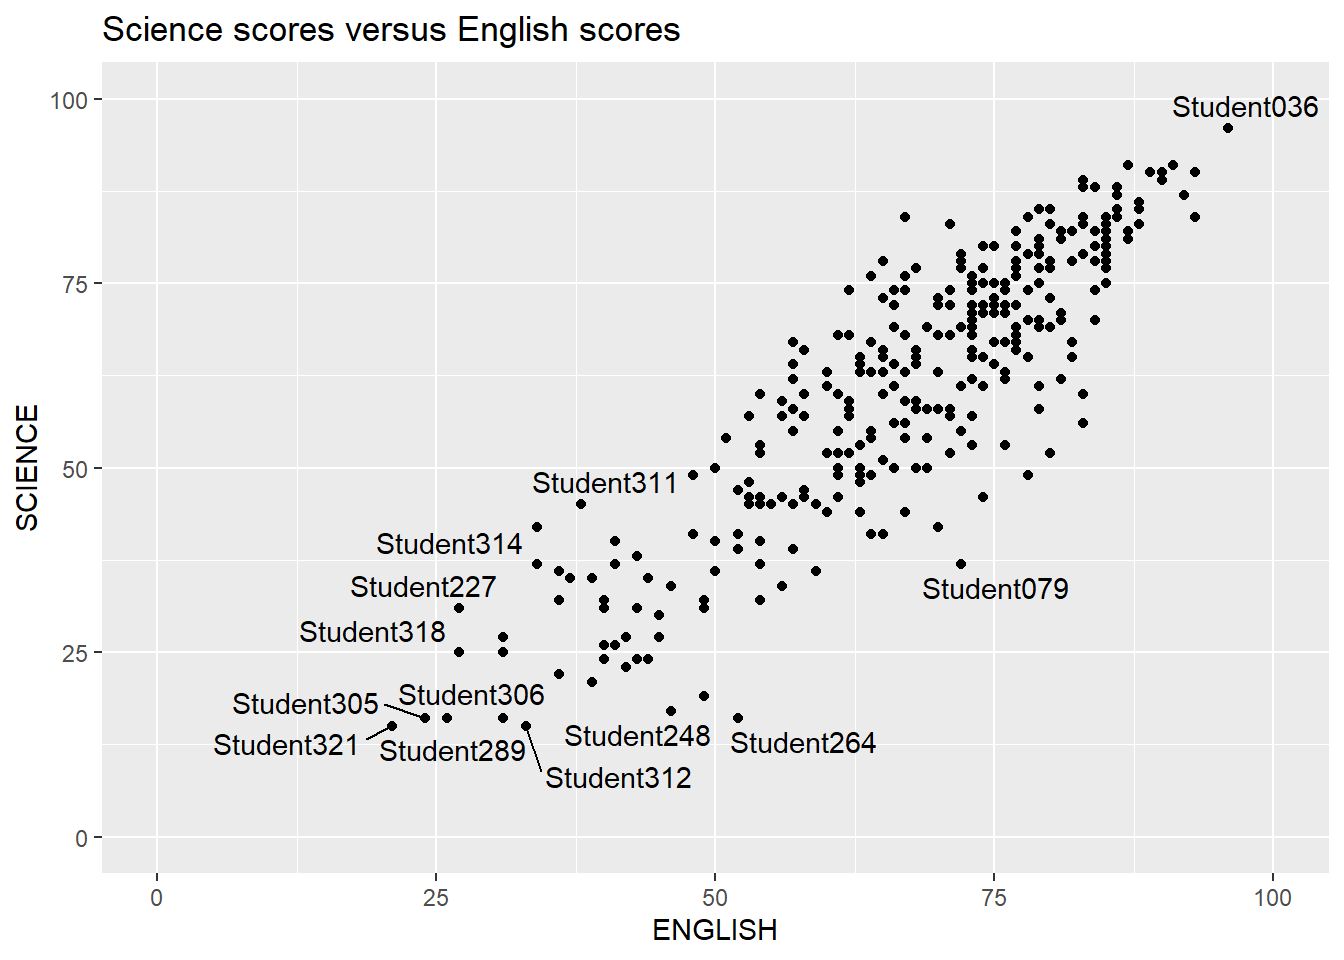 Science scores versus English scores
SCIENCE
100
75
50
25
0
Student036
Student311
Student314
Student227
Student079
Student318
Student306
Student305
Student248
Student264
Student321
Student289
Student312
0
25
50
75
100
ENGLISH